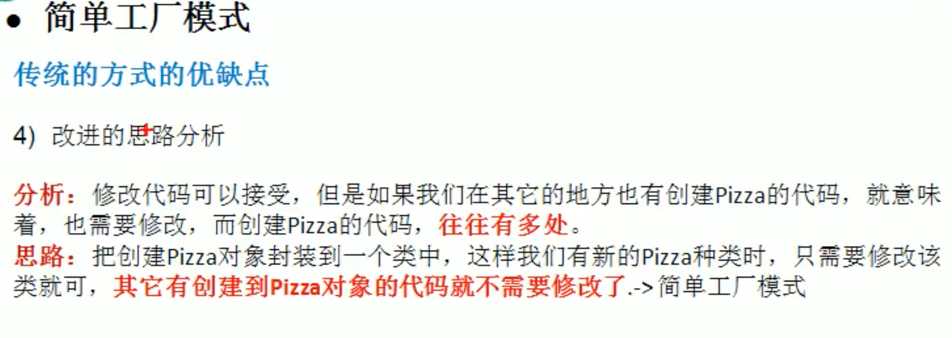 ● 简单工厂模式
传统的方式的优缺点
4) 改进的思路分析
分析：修改代码可以接受，但是如果我们在其它的地方也有创建Pizza的代码，就意味
着，也需要修改，而创建Pizza的代码，往往有多处。
思路：把创建Pizza对象封装到一个类中，这样我们有新的Pizza种类时，只需要修改该
类就可，其它有创建到Pizza对象的代码就不需要修改了.->简单工厂模式